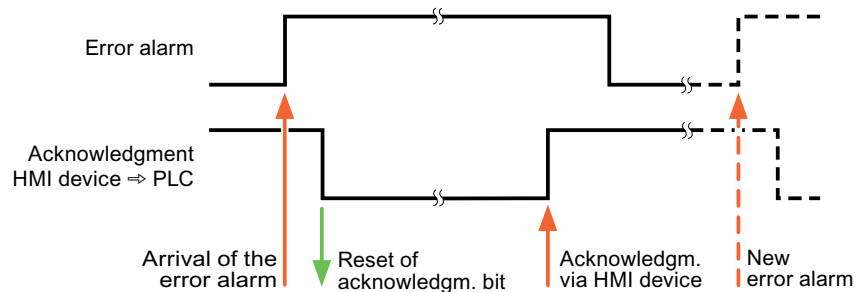 Error alarm
Acknowledgment
HMI device ⇨ PLC
Arrival of the
error alarm
Reset of
acknowledgm. bit
Acknowledgm.
via HMI device
New
error alarm